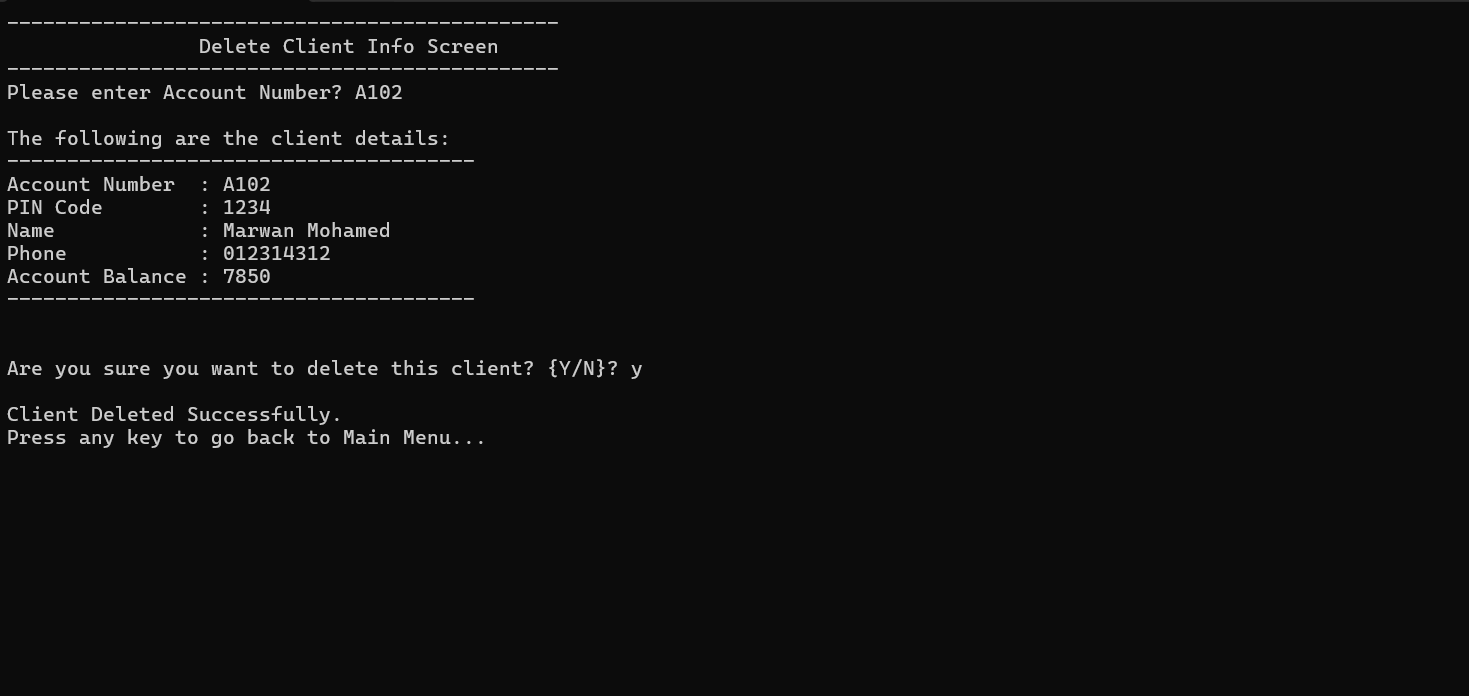 ----------------------------------------------
                Delete Client Info Screen
----------------------------------------------
Please enter Account Number? A102

The following are the client details:
---------------------------------------
Account Number  : A102
PIN Code        : 1234
Name            : Marwan Mohamed
Phone           : 012314312
Account Balance : 7850
---------------------------------------


Are you sure you want to delete this client? {Y/N}? y

Client Deleted Successfully.
Press any key to go back to Main Menu...